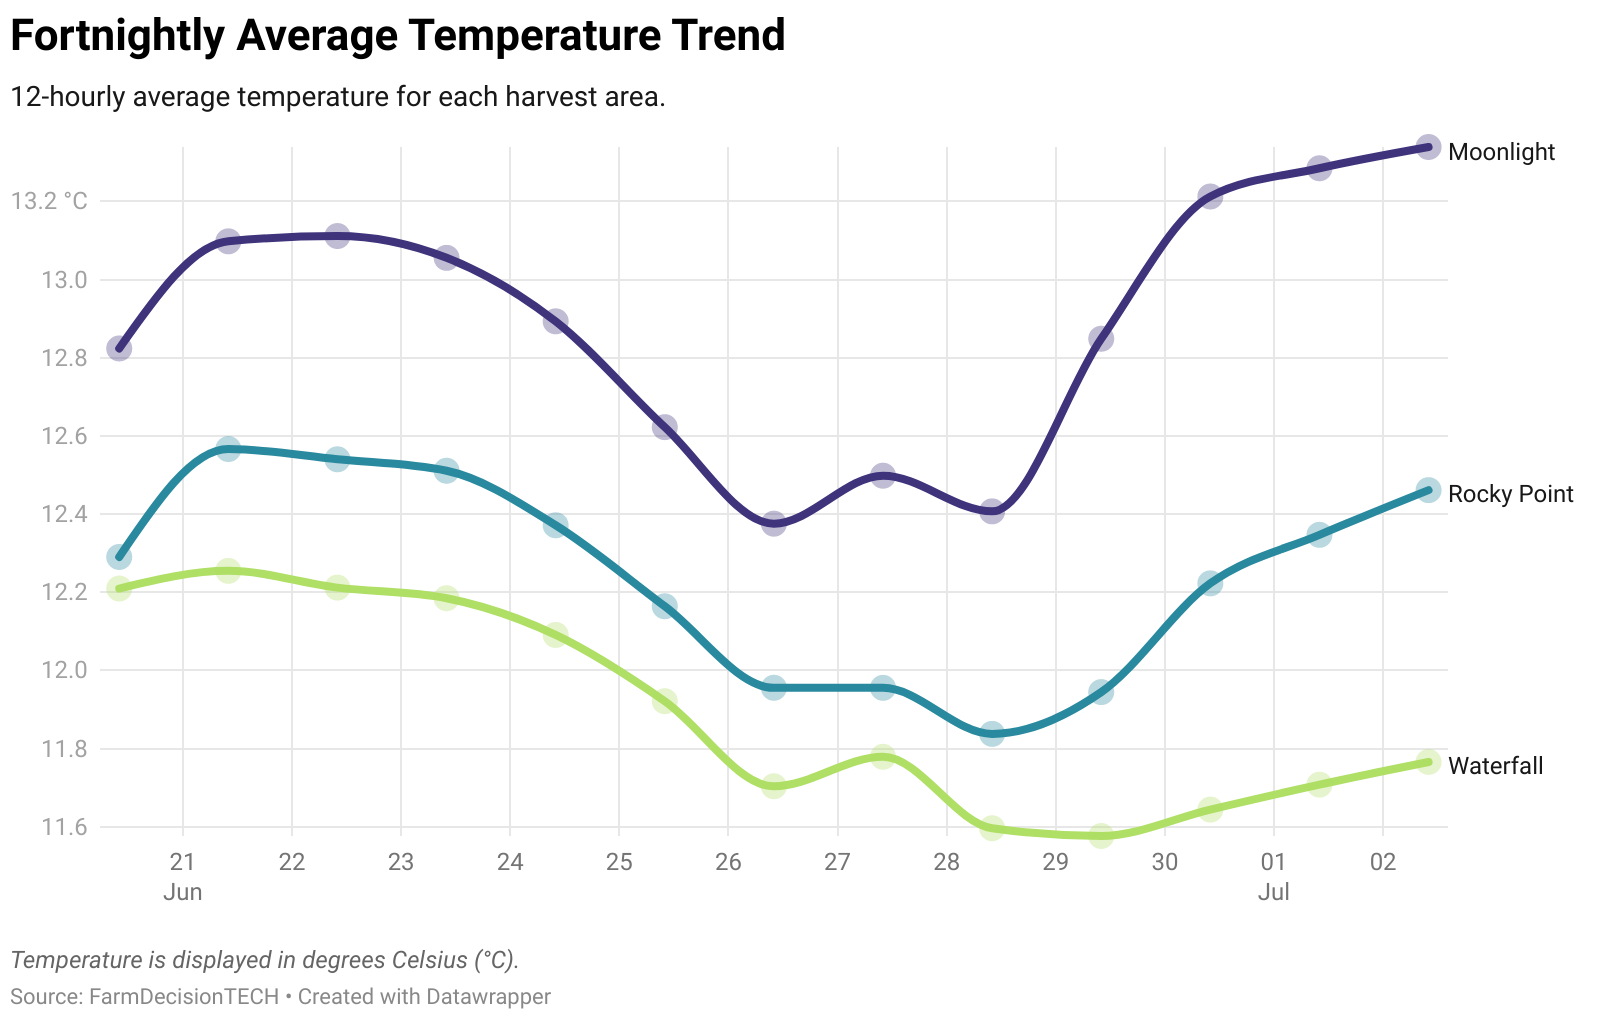 Fortnightly Average Temperature Trend
12-hourly average temperature for each harvest area.
Moonlight
13.2 °C
13.0
12.8
12.6
12.4
Rocky Point
12.2
12.0
11.8
Waterfall
11.6
21 22 23 24 25 26 27 28 29 30 01 02
Jun Jul
Temperature is displayed in degrees Celsius (°C).
Source: FarmDecisionTECH • Created with Datawrapper